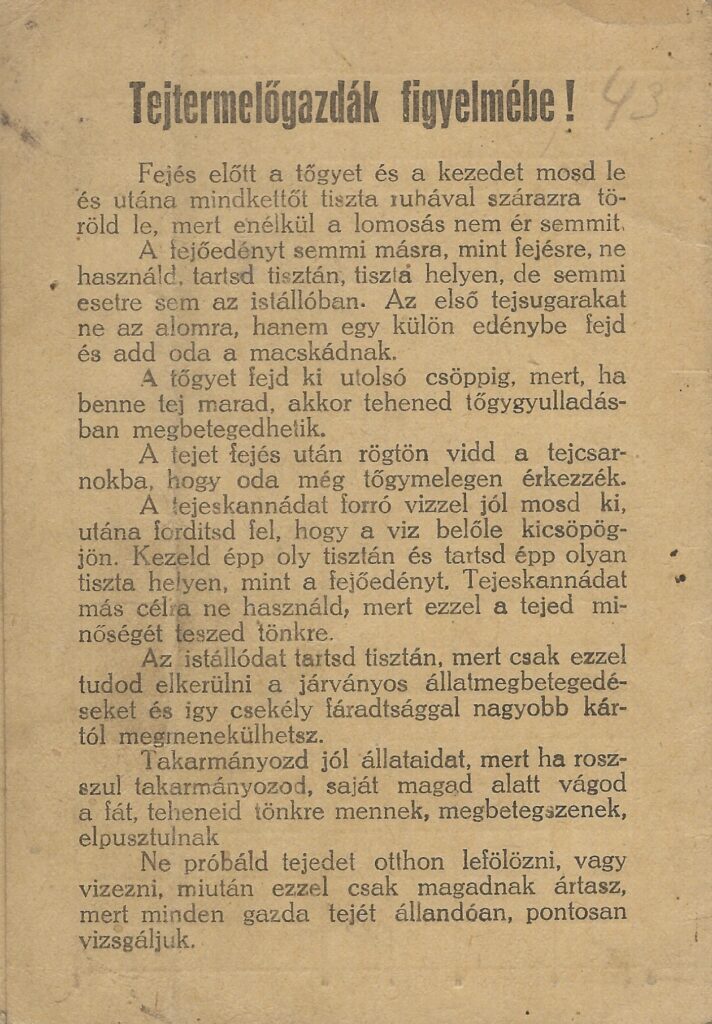 Tejtermelőgazdák figyelmébe !
43
Fejés előtt a tőgyet és a kezedet mosd le
és utána mindkettőt tiszta ruhával szárazra tö-
röld le, mert enélkül a lomosás nem ér semmit.
A fejőedényt semmi másra, mint fejésre, ne
használd, tartsd tisztán, tiszta helyen, de semmi
esetre sem az istállóban. Az első tejsugarakat
ne az alomra, hanem egy külön edénybe fejd
és add oda a macskádnak.
A tőgyet fejd ki utolsó csöppig, mert, ha
benne tej marad, akkor tehened tőgygyulladás-
ban megbetegedhetik.
A tejet fejés után rögtön vidd a tejcsar-
nokba, hogy oda még tőgymelegen érkezzék.
A tejeskannádat forró vizzel jól mosd ki,
utána forditsd fel, hogy a viz belőle kicsöpög-
jön. Kezeld épp oly tisztán és tartsd épp olyan
tiszta helyen, mint a fejőedényt. Tejeskannádat
más célra ne használd, mert ezzel a tejed mi-
nőségét teszed tönkre.
Az istállódat tartsd tisztán, mert csak ezzel
tudod elkerülni a járványos állatmegbetegedé-
seket és igy csekély fáradtsággal nagyobb kár-
tól megmenekülhetsz.
Takarmányozd jól állataidat, mert ha rosz-
szul takarmányozod, saját magad alatt vágod
a fát, teheneid tönkre mennek, megbetegszenek,
elpusztulnak
Ne próbáld tejedet otthon lefölözni, vagy
vizezni, miután ezzel csak magadnak ártasz,
mert minden gazda tejét állandóan, pontosan
vizsgáljuk.